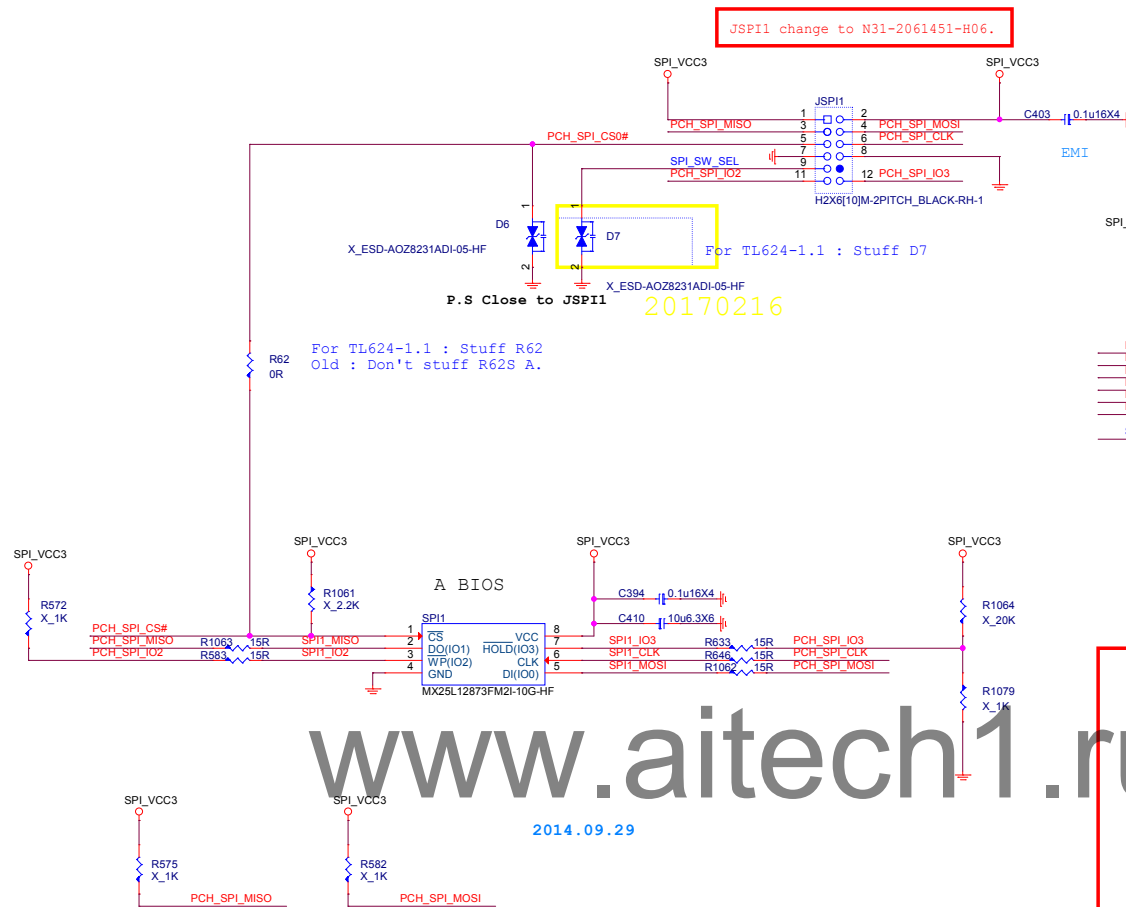 JSPI1 change to N31-2061451-H06.
SPI_VCC3
SPI_VCC3
JSPI1
C403
0.1u16X4
1
2
PCH_SPI_MISO
3
4
PCH_SPI_MOSI
PCH_SPI_CS0#
5
6
PCH_SPI_CLK
7
8
SPI_SW_SEL
9
PCH_SPI_IO2
11
12
PCH_SPI_IO3
EMI
H2X6[10]M-2PITCH_BLACK-RH-1
SPI_
1
1
D6
D7
X_ESD-AOZ8231ADI-05-HF
For TL624-1.1 : Stuff D7
2
2
X_ESD-AOZ8231ADI-05-HF
P.S Close to JSPI1
20170216
For TL624-1.1 : Stuff R62
Old : Don't stuff R62S A.
R62
0R
SPI_VCC3
SPI_VCC3
SPI_VCC3
SPI_VCC3
A BIOS
R572
X_1K
R1061
X_2.2K
C394
0.1u16X4
C410
10u6.3X6
R1064
X_20K
SPI1
PCH_SPI_CS#
1
CS
VCC
8
PCH_SPI_MISO
R1063
15R
SPI1_MISO
2
DO(IO1)
HOLD(IO3)
7
SPI1_IO3
R633
15R
PCH_SPI_IO3
PCH_SPI_IO2
R583
15R
SPI1_IO2
3
WP(IO2)
CLK
6
SPI1_CLK
R646
15R
PCH_SPI_CLK
4
GND
DI(IO0)
5
SPI1_MOSI
R1062
15R
PCH_SPI_MOSI
MX25L12873FM2I-10G-HF
R1079
X_1K
www.aitech1.ru
SPI_VCC3
SPI_VCC3
2014.09.29
R575
X_1K
R582
X_1K
PCH_SPI_MISO
PCH_SPI_MOSI